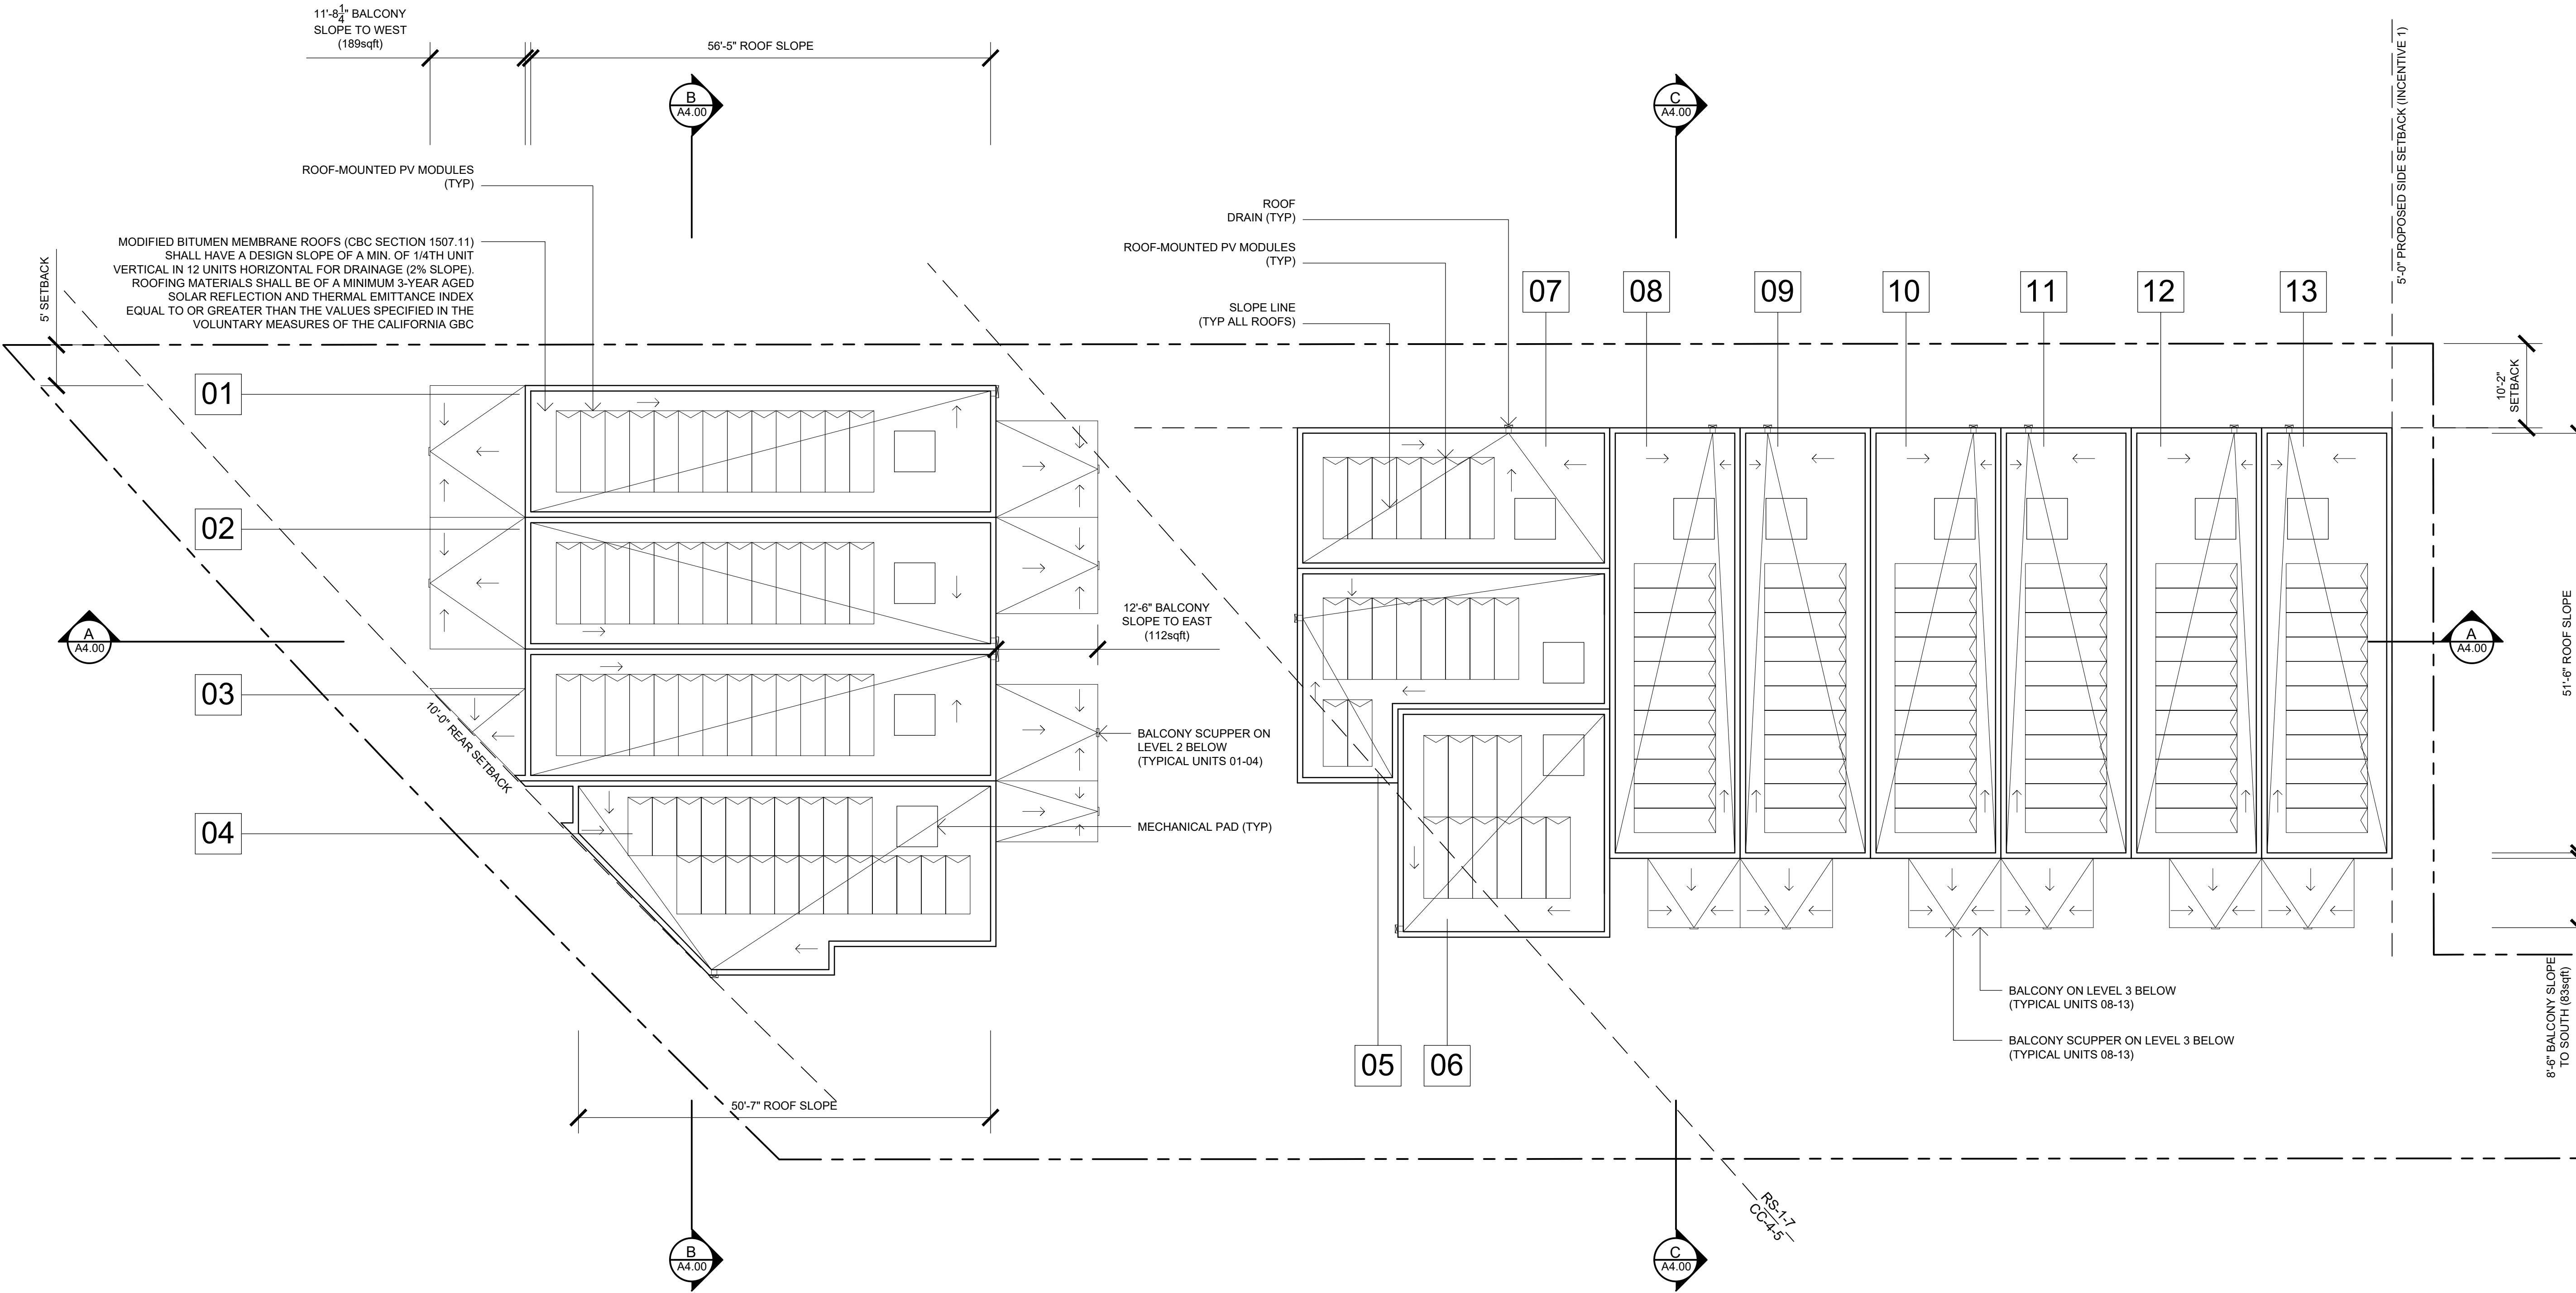 11'-8 1/4" BALCONY
SLOPE TO WEST
(189sqft)
56'-5" ROOF SLOPE
B
A4.00
C
A4.00
5'-0" PROPOSED SIDE SETBACK (INCENTIVE 1)
ROOF-MOUNTED PV MODULES
(TYP)
MODIFIED BITUMEN MEMBRANE ROOFS (CBC SECTION 1507.11)
SHALL HAVE A DESIGN SLOPE OF A MIN. OF 1/4TH UNIT
VERTICAL IN 12 UNITS HORIZONTAL FOR DRAINAGE (2% SLOPE).
ROOFING MATERIALS SHALL BE OF A MINIMUM 3-YEAR AGED
SOLAR REFLECTION AND THERMAL EMITTANCE INDEX
EQUAL TO OR GREATER THAN THE VALUES SPECIFIED IN THE
VOLUNTARY MEASURES OF THE CALIFORNIA GBC
5' SETBACK
ROOF
DRAIN (TYP)
ROOF-MOUNTED PV MODULES
(TYP)
SLOPE LINE
(TYP ALL ROOFS)
07
08
09
10
11
12
13
10'-2"
SETBACK
01
02
03
04
A
A4.00
10'-0" REAR SETBACK
12'-6" BALCONY
SLOPE TO EAST
(112sqft)
BALCONY SCUPPER ON
LEVEL 2 BELOW
(TYPICAL UNITS 01-04)
MECHANICAL PAD (TYP)
A
A4.00
51'-6" ROOF SLOPE
8'-6" BALCONY SLOPE
TO SOUTH (83sqft)
BALCONY ON LEVEL 3 BELOW
(TYPICAL UNITS 08-13)
BALCONY SCUPPER ON LEVEL 3 BELOW
(TYPICAL UNITS 08-13)
05
06
50'-7" ROOF SLOPE
RS-1-7
CC-4-5
B
A4.00
C
A4.00